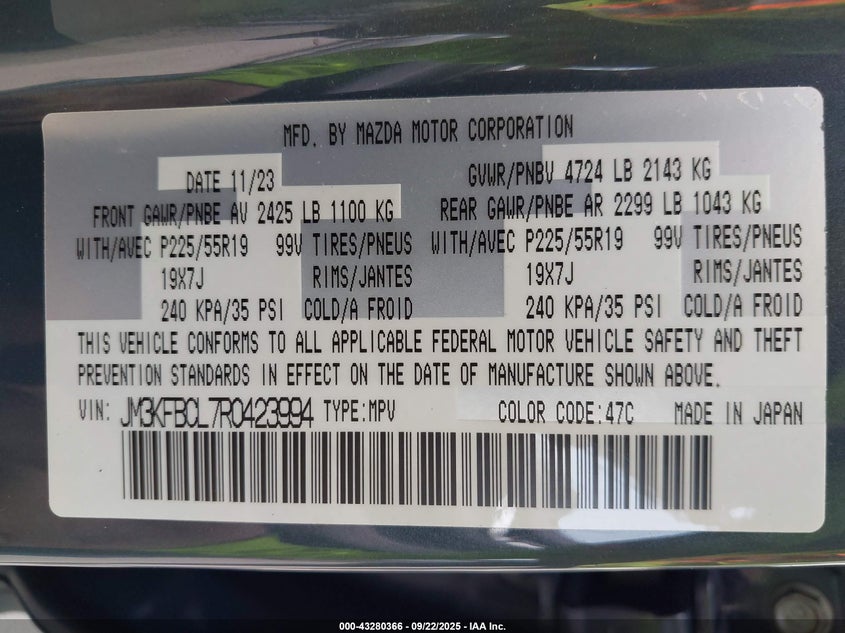 MFD. BY MAZDA MOTOR CORPORATION
DATE 11/23 GVWR/PNBV 4724 LB 2143 KG
FRONT GAWR/PNBE AV 2425 LB 1100 KG REAR GAWR/PNBE AR 2299 LB 1043 KG
WITH/AVEC P225/55R19 99V TIRES/PNEUS WITH/AVEC P225/55R19 99V TIRES/PNEUS
19X7J RIMS/JANTES 19X7J RIMS/JANTES
240 KPA/35 PSI COLD/A FROID 240 KPA/35 PSI COLD/A FROID
THIS VEHICLE CONFORMS TO ALL APPLICABLE FEDERAL MOTOR VEHICLE SAFETY AND THEFT
PREVENTION STANDARDS IN EFFECT ON THE DATE OF MANUFACTURE SHOWN ABOVE.
VIN: JM3KFBCL7R0423994 TYPE:MPV COLOR CODE:47C MADE IN JAPAN
000-43280366 - 09/22/2025 - IAA Inc.